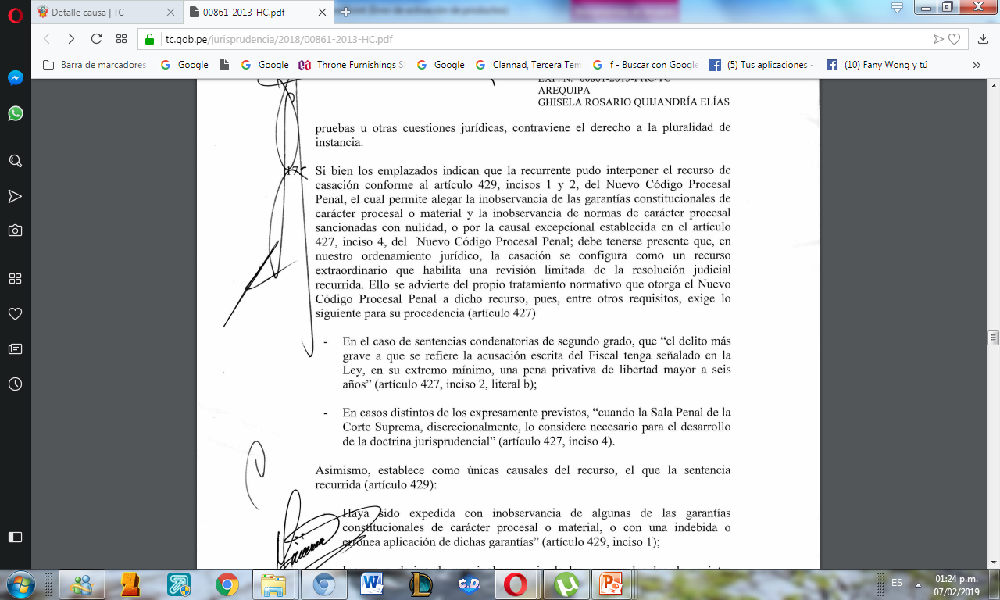 Detalle causa | TC
00861-2013-HC.pdf
tc.gob.pe/jurisprudencia/2018/00861-2013-HC.pdf
Barra de marcadores
Google
Google
Throne Furnishings S
Google
Clannad, Tercera Tem
f - Buscar con Google
(5) Tus aplicaciones -
(10) Fany Wong y tú
AREQUIPA
GHISELA ROSARIO QUIJANDRÍA ELÍAS
pruebas u otras cuestiones jurídicas, contraviene el derecho a la pluralidad de
instancia.
17. Si bien los emplazados indican que la recurrente pudo interponer el recurso de
casación conforme al artículo 429, incisos 1 y 2, del Nuevo Código Procesal
Penal, el cual permite alegar la inobservancia de las garantías constitucionales de
carácter procesal o material y la inobservancia de normas de carácter procesal
sancionadas con nulidad, o por la causal excepcional establecida en el artículo
427, inciso 4, del Nuevo Código Procesal Penal; debe tenerse presente que, en
nuestro ordenamiento jurídico, la casación se configura como un recurso
extraordinario que habilita una revisión limitada de la resolución judicial
recurrida. Ello se advierte del propio tratamiento normativo que otorga el Nuevo
Código Procesal Penal a dicho recurso, pues, entre otros requisitos, exige lo
siguiente para su procedencia (artículo 427)
- En el caso de sentencias condenatorias de segundo grado, que “el delito más
grave a que se refiere la acusación escrita del Fiscal tenga señalado en la
Ley, en su extremo mínimo, una pena privativa de libertad mayor a seis
años” (artículo 427, inciso 2, literal b);
- En casos distintos de los expresamente previstos, “cuando la Sala Penal de la
Corte Suprema, discrecionalmente, lo considere necesario para el desarrollo
de la doctrina jurisprudencial” (artículo 427, inciso 4).
Asimismo, establece como únicas causales del recurso, el que la sentencia
recurrida (artículo 429):
Haya sido expedida con inobservancia de algunas de las garantías
constitucionales de carácter procesal o material, o con una indebida o
errónea aplicación de dichas garantías” (artículo 429, inciso 1);
C.D.
ES
01:24 p.m.
07/02/2019